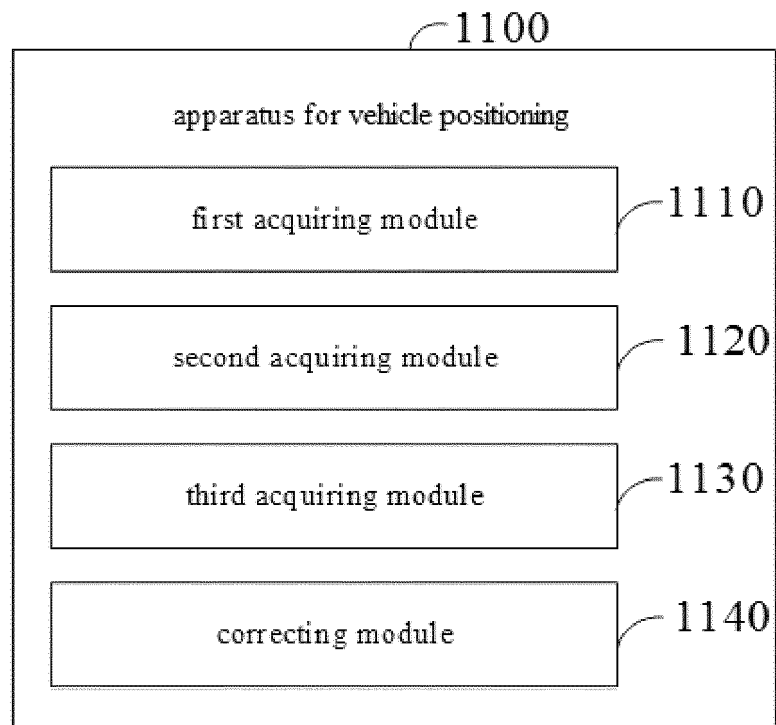 1100
apparatus for vehicle positioning
first acquiring module
1110
second acquiring module
1120
third acquiring module
1130
correcting module
1140